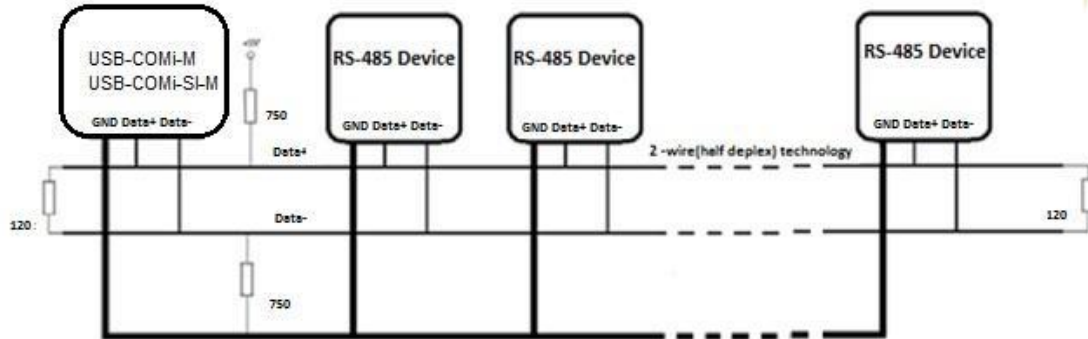 USB-COMi-M
USB-COMi-SI-M
GND Data+ Data-
+5V
750
RS-485 Device
GND Data+ Data-
RS-485 Device
GND Data+ Data-
RS-485 Device
GND Data+ Data-
Data+
2 -wire(half deplex) technology
120 :
Data-
120
750